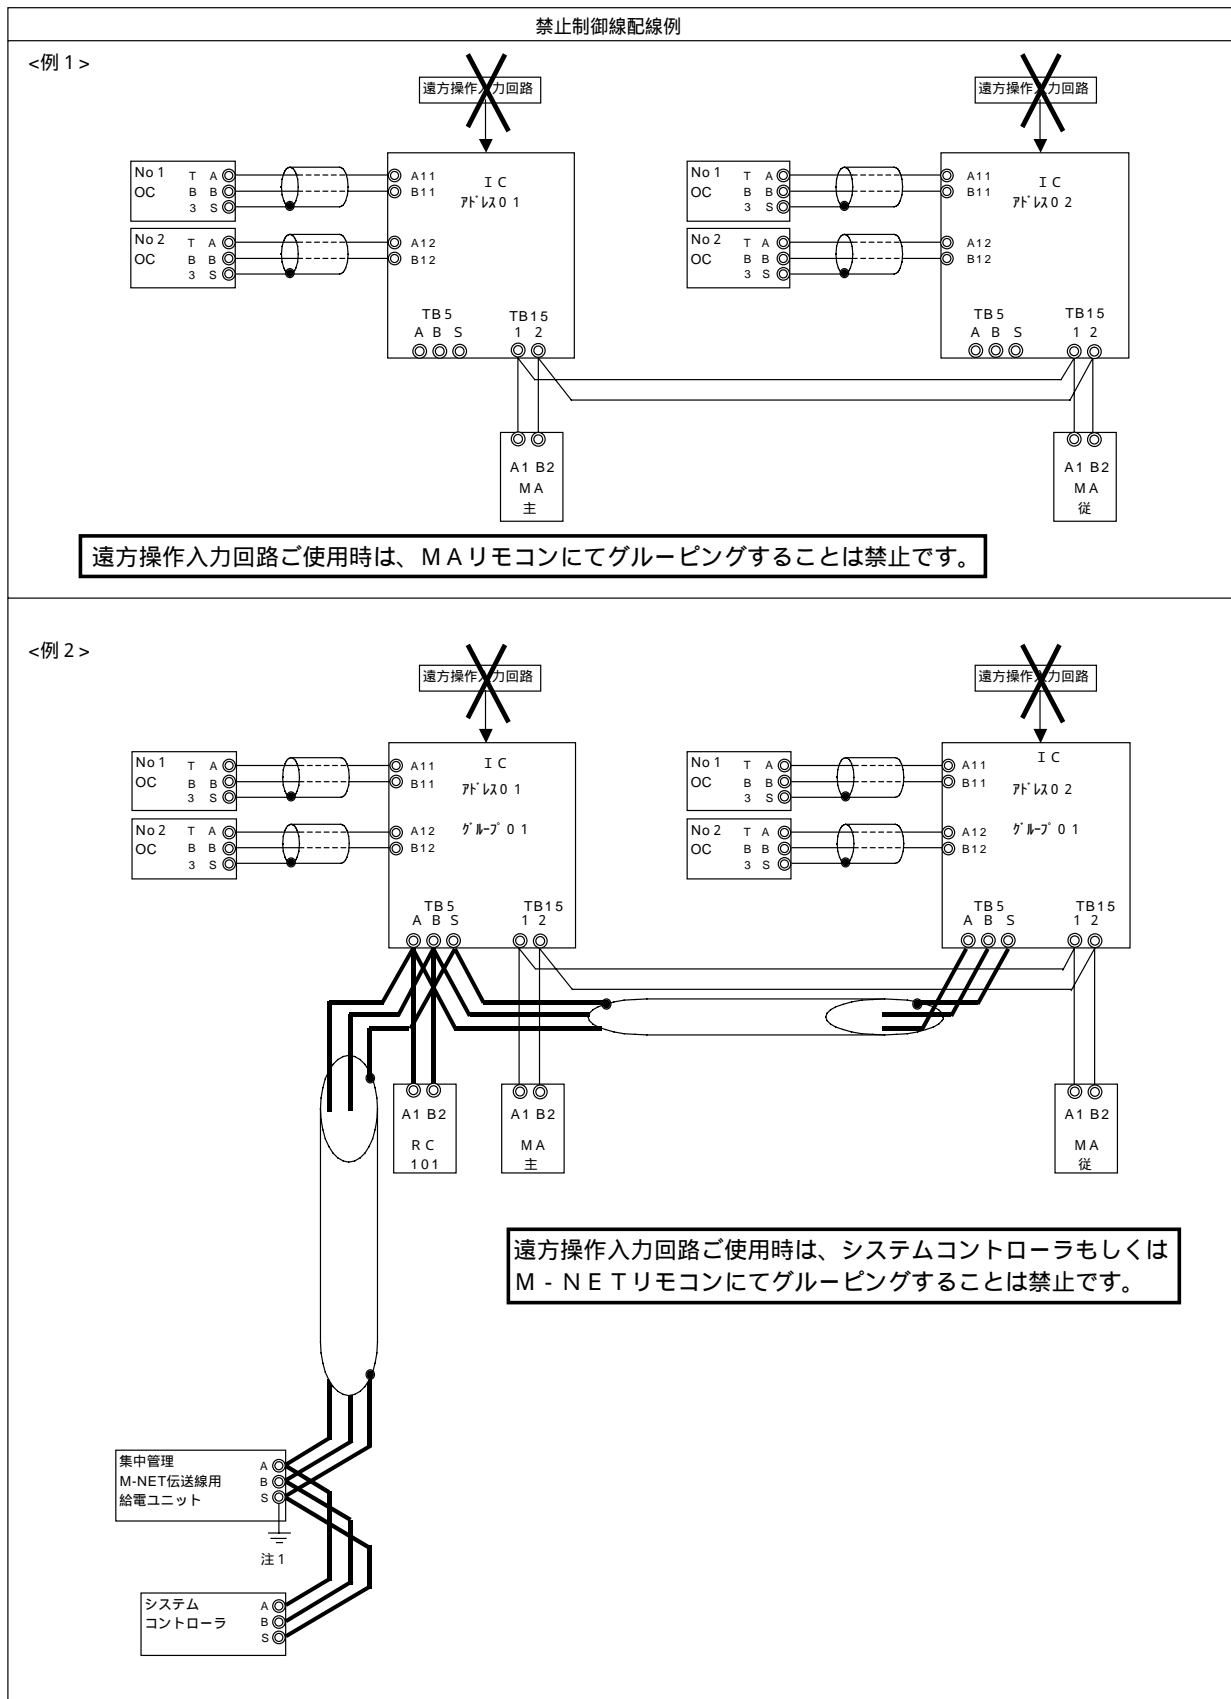 禁止制御線配線例
<例１>
遠方操作入力回路
遠方操作入力回路
No1 T A
OC B B
3 S
A11
B11
IC
ｱﾄﾞﾚｽ０１
No2 T A
OC B B
3 S
A12
B12
TB5
A B S
TB15
1 2
No1 T A
OC B B
3 S
A11
B11
IC
ｱﾄﾞﾚｽ０２
No2 T A
OC B B
3 S
A12
B12
TB5
A B S
TB15
1 2
A1 B2
MA
主
A1 B2
MA
従
遠方操作入力回路ご使用時は、ＭＡリモコンにてグルーピングすることは禁止です。
<例２>
遠方操作入力回路
遠方操作入力回路
No1 T A
OC B B
3 S
A11
B11
IC
ｱﾄﾞﾚｽ０１
ｸﾞﾙｰﾌﾟ０１
No2 T A
OC B B
3 S
A12
B12
TB5
A B S
TB15
1 2
No1 T A
OC B B
3 S
A11
B11
IC
ｱﾄﾞﾚｽ０２
ｸﾞﾙｰﾌﾟ０１
No2 T A
OC B B
3 S
A12
B12
TB5
A B S
TB15
1 2
A1 B2
RC
101
A1 B2
MA
主
A1 B2
MA
従
遠方操作入力回路ご使用時は、システムコントローラもしくは
Ｍ-ＮＥＴリモコンにてグルーピングすることは禁止です。
集中管理 A
M-NET伝送線用 B
給電ユニット S
注１
システム A
コントローラ B
S